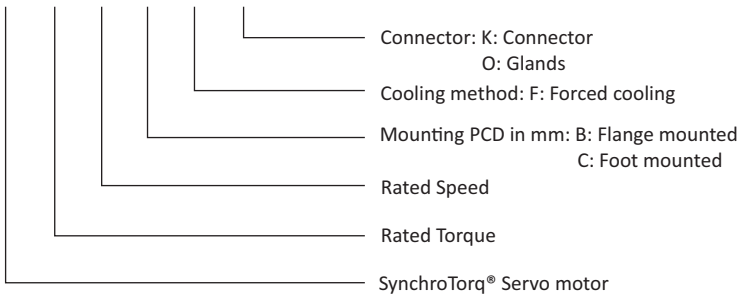 Connector: K: Connector
O: Glands
Cooling method: F: Forced cooling
Mounting PCD in mm: B: Flange mounted
C: Foot mounted
Rated Speed
Rated Torque
SynchroTorq® Servo motor